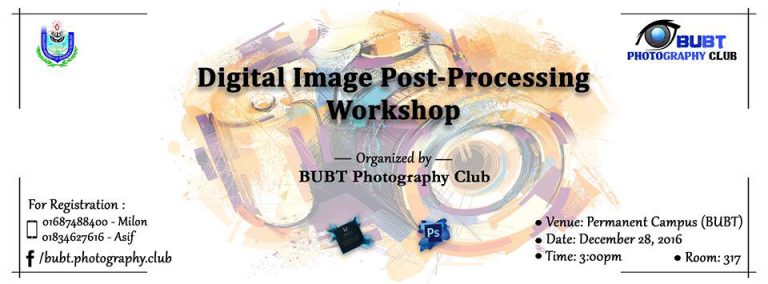 BUBT
PHOTOGRAPHY CLUB
Digital Image Post-Processing
Workshop
Organized by
BUBT Photography Club
For Registration :
01687488400 - Milon
01834627616 - Asif
/bubt.photography.club
Ps
• Venue: Permanent Campus (BUBT)
• Date: December 28, 2016
• Time: 3:00pm
• Room: 317